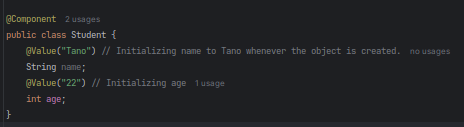 @Component 2 usages
public class Student {
@Value("Tano") // Initializing name to Tano whenever the object is created. no usages
String name;
@Value("22") // Initializing age 1 usage
int age;
}